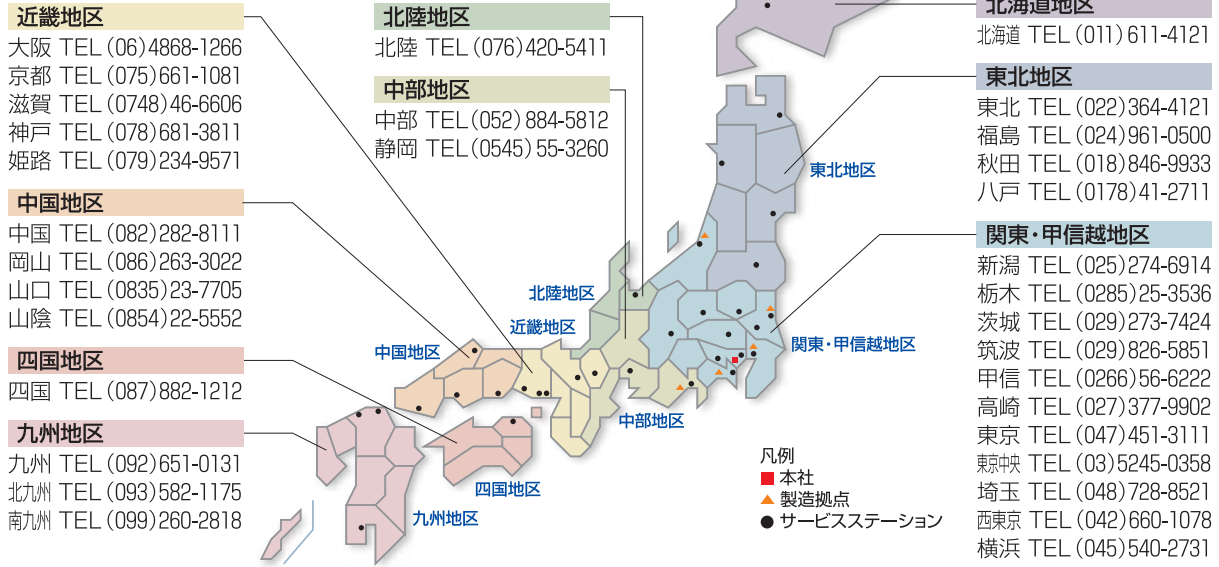 近畿地区
大阪 TEL (06)4868-1266
京都 TEL (075)661-1081
滋賀 TEL (0748)46-6606
神戸 TEL (078)681-3811
姫路 TEL (079)234-9571
中国地区
中国 TEL (082)282-8111
岡山 TEL (086)263-3022
山口 TEL (0835)23-7705
山陰 TEL (0854)22-5552
四国地区
四国 TEL (087)882-1212
九州地区
九州 TEL (092)651-0131
北九州 TEL (093)582-1175
南九州 TEL (099)260-2818
北陸地区
北陸 TEL (076)420-5411
中部地区
中部 TEL (052)884-5812
静岡 TEL (0545)55-3260
北海道地区
北海道 TEL (011)611-4121
東北地区
東北 TEL (022)364-4121
福島 TEL (024)961-0500
秋田 TEL (018)846-9933
八戸 TEL (0178)41-2711
関東・甲信越地区
新潟 TEL (025)274-6914
栃木 TEL (0285)25-3536
茨城 TEL (029)273-7424
筑波 TEL (029)826-5851
甲信 TEL (0266)56-6222
高崎 TEL (027)377-9902
東京 TEL (047)451-3111
東京中央 TEL (03)5245-0358
埼玉 TEL (048)728-8521
西東京 TEL (042)660-1078
横浜 TEL (045)540-2731
東北地区
北陸地区
近畿地区
中国地区
関東・甲信越地区
中部地区
四国地区
九州地区
凡例
本社
製造拠点
サービスステーション